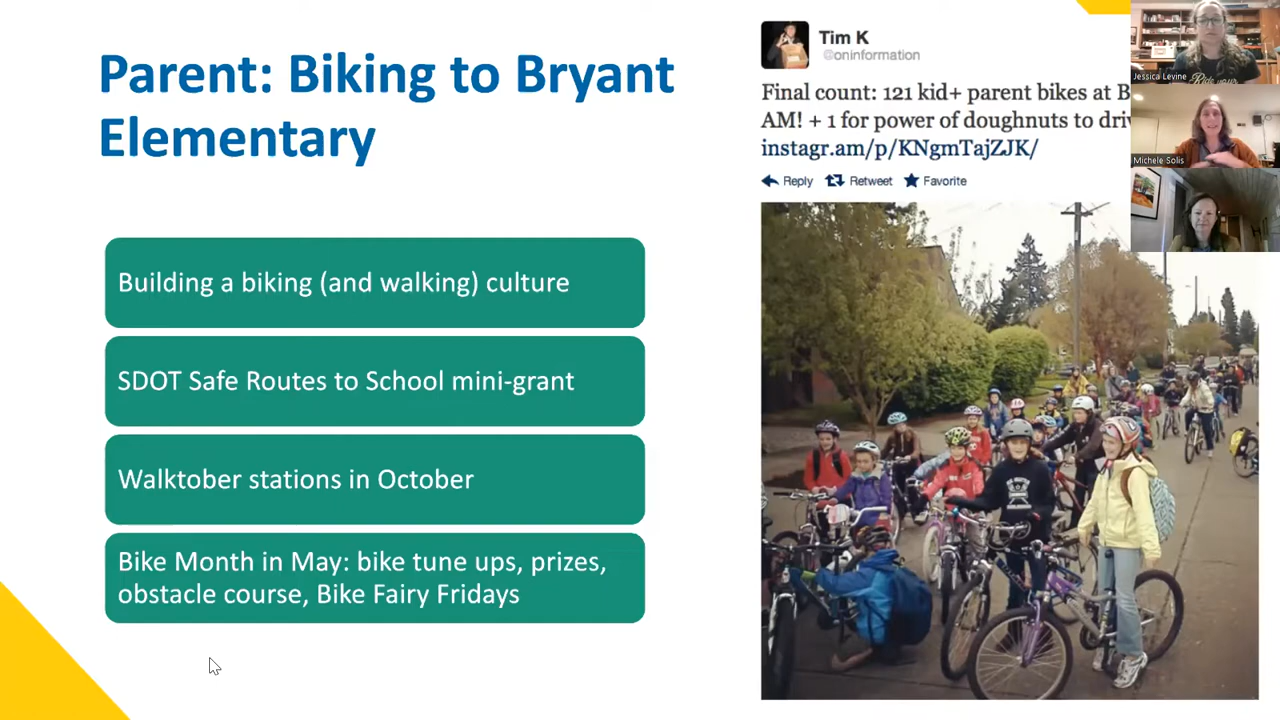 Parent: Biking to Bryant
Elementary
Building a biking (and walking) culture
SDOT Safe Routes to School mini-grant
Walktober stations in October
Bike Month in May: bike tune ups, prizes,
obstacle course, Bike Fairy Fridays
Tim K
@oninformation
Final count: 121 kid+ parent bikes at B
AM! + 1 for power of doughnuts to driv
instagr.am/p/KNgmTajZJK/
Reply Retweet Favorite
Jessica Levine
Ride your
Michele Solis